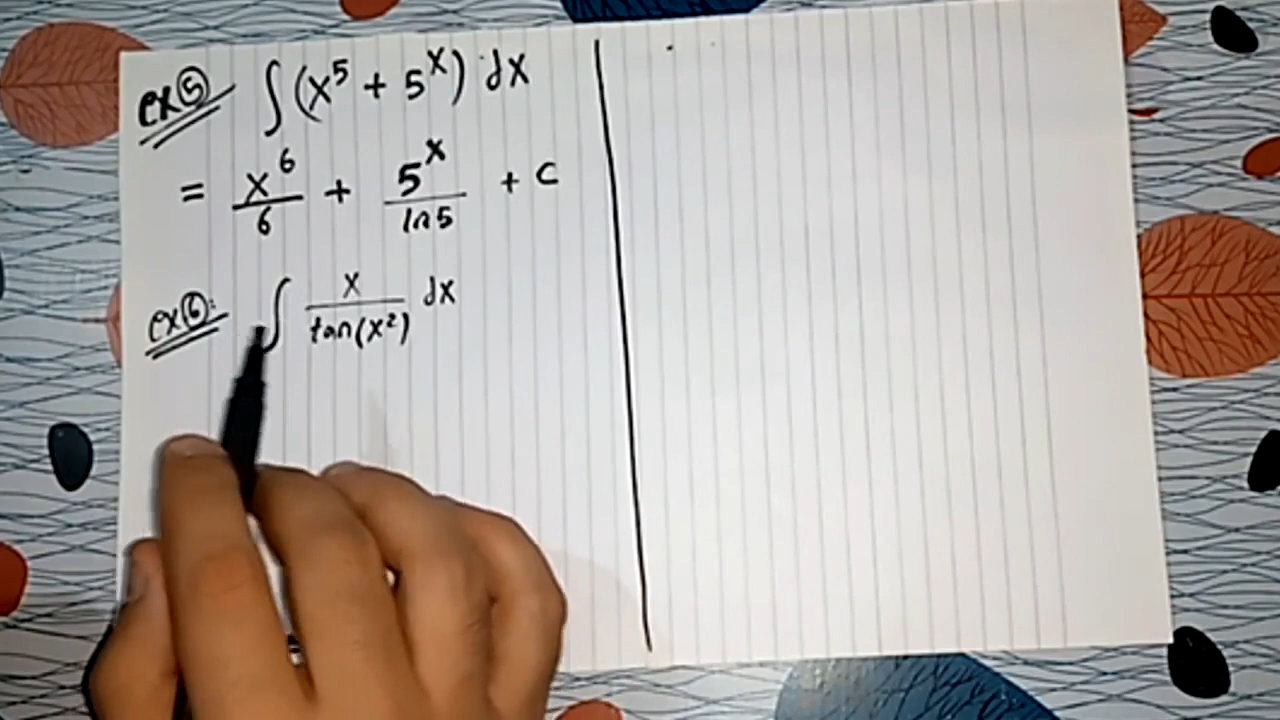 ex⑤ ∫(x⁵ + 5ˣ) dx
= x⁶/6 + 5ˣ/ln5 + c
ex⑥: ∫ x/tan(x²) dx